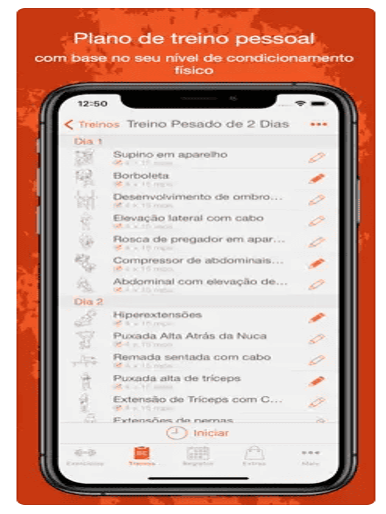 Plano de treino pessoal
com base no seu nível de condicionamento
físico
12:50
Treinos Treino Pesado de 2 Dias
Dia 1
Supino em aparelho
4 x 15 reps.
Borboleta
4 x 15 reps.
Desenvolvimento de ombro...
4 x 15 reps.
Elevação lateral com cabo
4 x 15 reps.
Rosca de pregador em apar...
4 x 15 reps.
Compressor de abdominais...
4 x 15 reps.
Abdominal com elevação de...
4 x 15 reps.
Dia 2
Hiperextensões
4 x 15 reps.
Puxada Alta Atrás da Nuca
4 x 15 reps.
Remada sentada com cabo
4 x 15 reps.
Puxada alta de tríceps
4 x 15 reps.
Extensão de Tríceps com C...
4 x 15 reps.
Extensões de pernas
Iniciar
Exercícios Treinos Registos Extras Mais